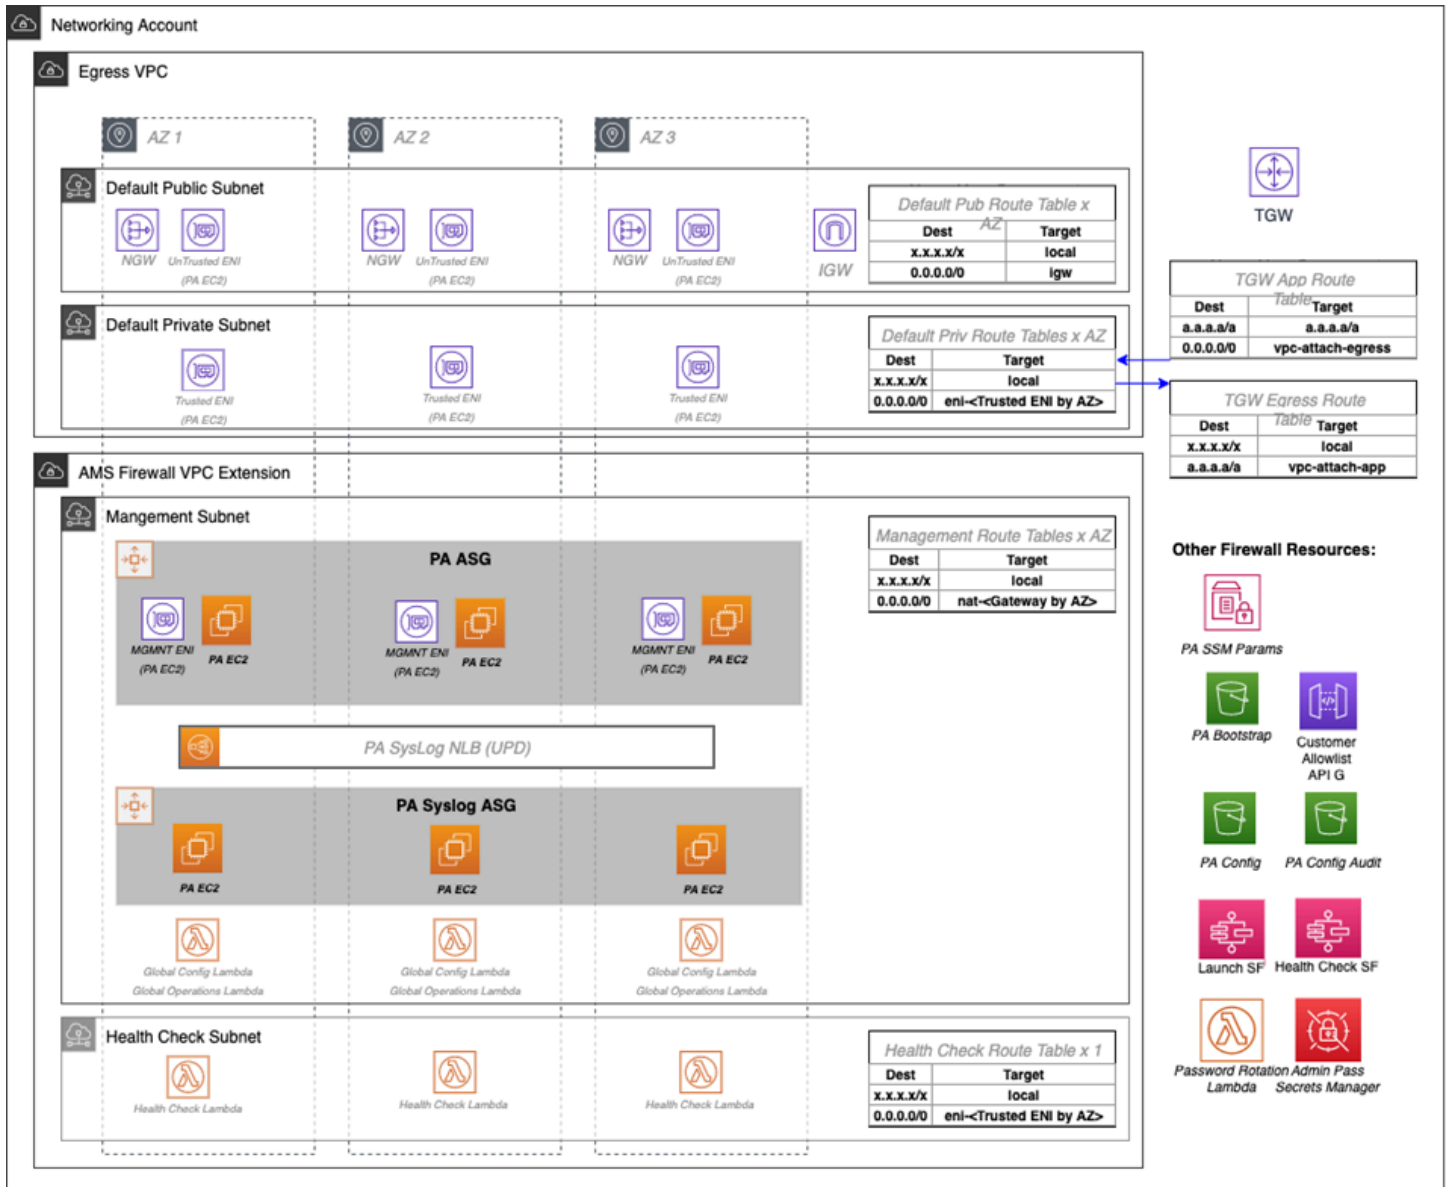 Networking Account
Egress VPC
AZ 1
AZ 2
AZ 3
Default Public Subnet
NGW
UnTrusted ENI
(PA EC2)
NGW
UnTrusted ENI
(PA EC2)
NGW
UnTrusted ENI
(PA EC2)
IGW
Default Pub Route Table x
AZ
Dest Target
x.x.x.x/x local
0.0.0.0/0 igw
Default Private Subnet
Trusted ENI
(PA EC2)
Trusted ENI
(PA EC2)
Trusted ENI
(PA EC2)
Default Priv Route Tables x AZ
Dest Target
x.x.x.x/x local
0.0.0.0/0 eni-<Trusted ENI by AZ>
TGW
TGW App Route
Table
Dest Target
a.a.a.a/a a.a.a.a/a
0.0.0.0/0 vpc-attach-egress
TGW Egress Route
Table
Dest Target
x.x.x.x/x local
a.a.a.a/a vpc-attach-app
AMS Firewall VPC Extension
Mangement Subnet
PA ASG
MGMNT ENI
(PA EC2)
PA EC2
MGMNT ENI
(PA EC2)
PA EC2
MGMNT ENI
(PA EC2)
PA EC2
Management Route Tables x AZ
Dest Target
x.x.x.x/x local
0.0.0.0/0 nat-<Gateway by AZ>
PA SysLog NLB (UPD)
PA Syslog ASG
PA EC2
PA EC2
PA EC2
Global Config Lambda
Global Operations Lambda
Global Config Lambda
Global Operations Lambda
Global Config Lambda
Global Operations Lambda
Health Check Subnet
Health Check Lambda
Health Check Lambda
Health Check Lambda
Health Check Route Table x 1
Dest Target
x.x.x.x/x local
0.0.0.0/0 eni-<Trusted ENI by AZ>
Other Firewall Resources:
PA SSM Params
PA Bootstrap
Customer
Allowlist
API G
PA Config
PA Config Audit
Launch SF
Health Check SF
Password Rotation
Lambda
Admin Pass
Secrets Manager